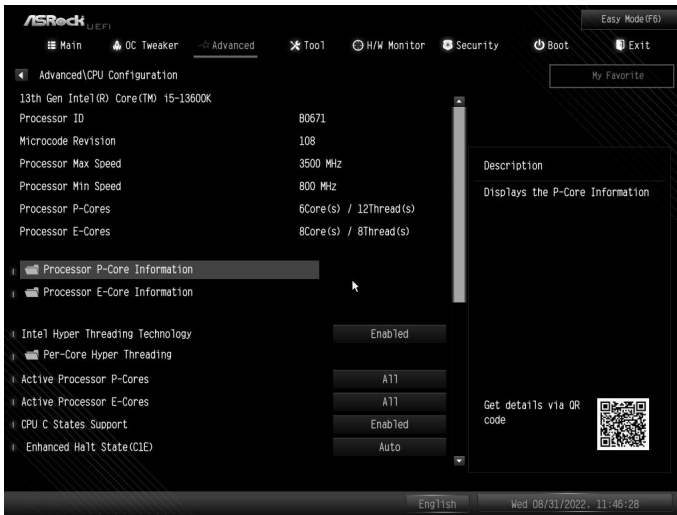 ASRock UEFI
Easy Mode(F6)
Main OC Tweaker Advanced Tool H/W Monitor Security Boot Exit
Advanced\CPU Configuration
My Favorite
13th Gen Intel(R) Core(TM) i5-13600K
Processor ID B0671
Microcode Revision 108
Processor Max Speed 3500 MHz
Processor Min Speed 800 MHz
Processor P-Cores 6Core(s) / 12Thread(s)
Processor E-Cores 8Core(s) / 8Thread(s)
Processor P-Core Information
Processor E-Core Information
Intel Hyper Threading Technology Enabled
Per-Core Hyper Threading
Active Processor P-Cores All
Active Processor E-Cores All
CPU C States Support Enabled
Enhanced Halt State(C1E) Auto
Description
Displays the P-Core Information
Get details via QR
code
English
Wed 08/31/2022. 11:46:28